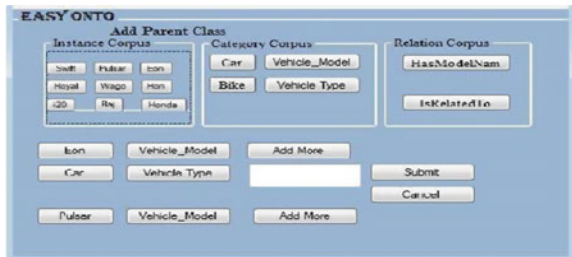 EASY ONTO
Add Parent Class
Instance Corpus Category Corpus Relation Corpus
Swift Pulsar Eon Car Vehicle_Model HasModelNam
Royal Wago Hon Bike Vehicle Type
i20 Baj Honda IsRelatedTo
Eon Vehicle_Model Add More
Car Vehicle Type Submit
Cancel
Pulsar Vehicle_Model Add More